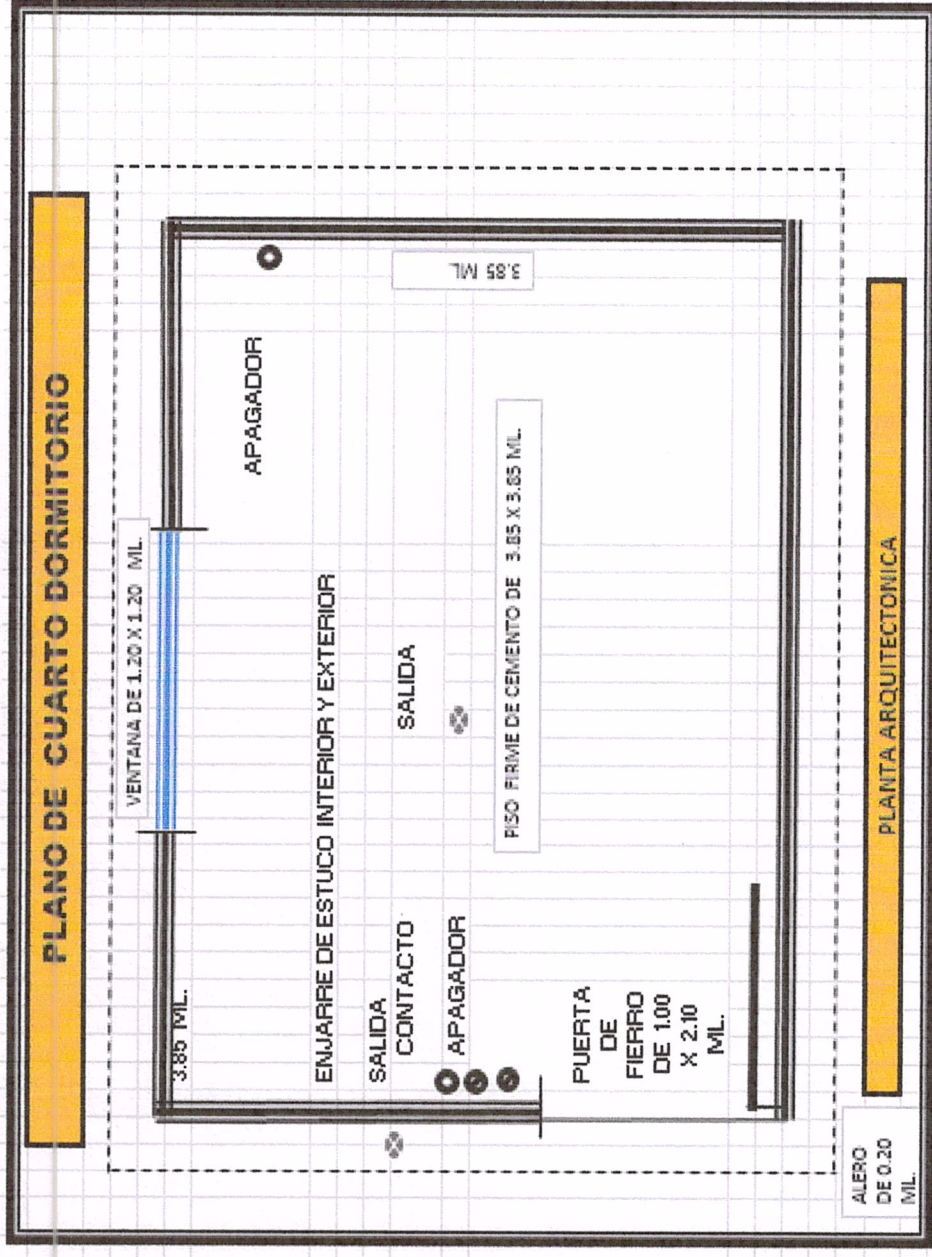 PLANO DE CUARTO DORMITORIO
VENTANA DE 1.20 X 1.20 ML.
3.85 ML.
APAGADOR
3.85 ML
ENJARRE DE ESTUCO INTERIOR Y EXTERIOR
SALIDA
CONTACTO
SALIDA
APAGADOR
PISO FIRME DE CEMENTO DE 3.85 X 3.85 ML.
PUERTA
DE
FIERRO
DE 1.00
X 2.10
ML.
ALERO
DE 0.20
ML.
PLANTA ARQUITECTONICA